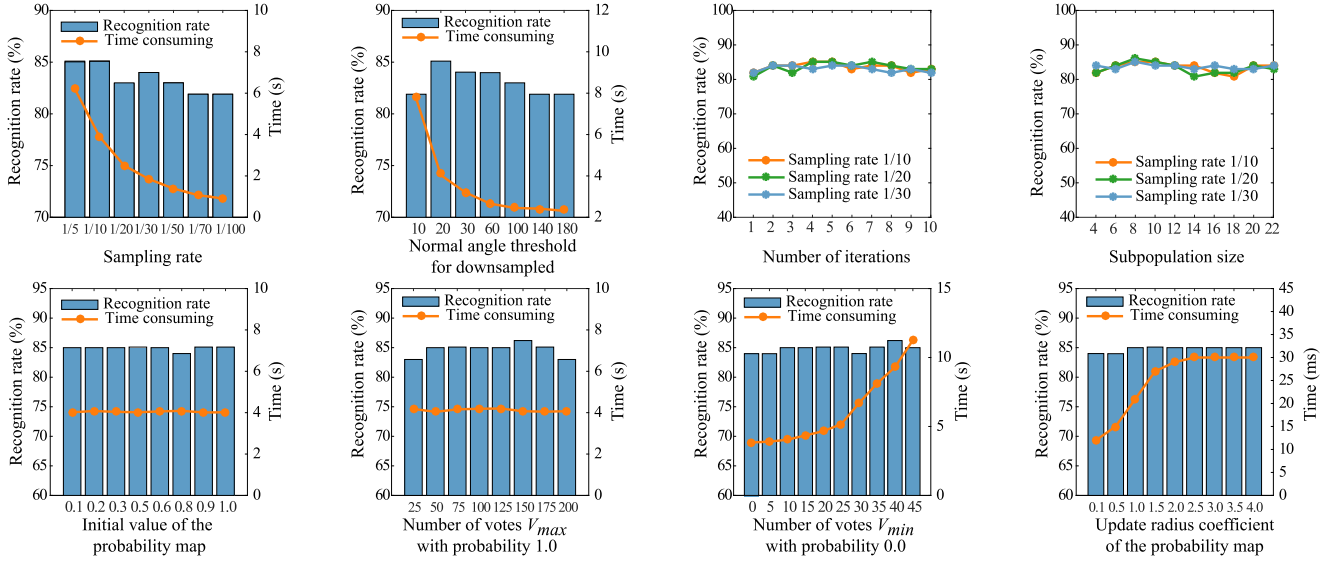 90
85
80
75
70
Recognition rate (%)
Recognition rate
Time consuming
10
8
6
4
2
0
Time (s)
1/5 1/10 1/20 1/30 1/50 1/70 1/100
Sampling rate
90
85
80
75
70
Recognition rate (%)
Recognition rate
Time consuming
12
10
8
6
4
2
Time (s)
10 20 30 60 100 140 180
Normal angle threshold
for downsampled
100
90
80
70
60
50
40
Recognition rate (%)
Sampling rate 1/10
Sampling rate 1/20
Sampling rate 1/30
1 2 3 4 5 6 7 8 9 10
Number of iterations
100
90
80
70
60
50
40
Recognition rate (%)
Sampling rate 1/10
Sampling rate 1/20
Sampling rate 1/30
4 6 8 10 12 14 16 18 20 22
Subpopulation size
95
90
85
80
75
70
65
60
Recognition rate (%)
Recognition rate
Time consuming
10
8
6
4
2
0
Time (s)
0.1 0.2 0.3 0.5 0.6 0.8 0.9 1.0
Initial value of the
probability map
95
90
85
80
75
70
65
60
Recognition rate (%)
Recognition rate
Time consuming
10
8
6
4
2
0
Time (s)
25 50 75 100 125 150 175 200
Number of votes Vmax
with probability 1.0
95
90
85
80
75
70
65
60
Recognition rate (%)
Recognition rate
Time consuming
15
10
5
0
Time (s)
0 5 10 15 20 25 30 35 40 45
Number of votes Vmin
with probability 0.0
95
90
85
80
75
70
65
60
Recognition rate (%)
Recognition rate
Time consuming
45
40
35
30
25
20
15
10
5
0
Time (ms)
0.1 0.5 1.0 1.5 2.0 2.5 3.0 3.5 4.0
Update radius coefficient
of the probability map